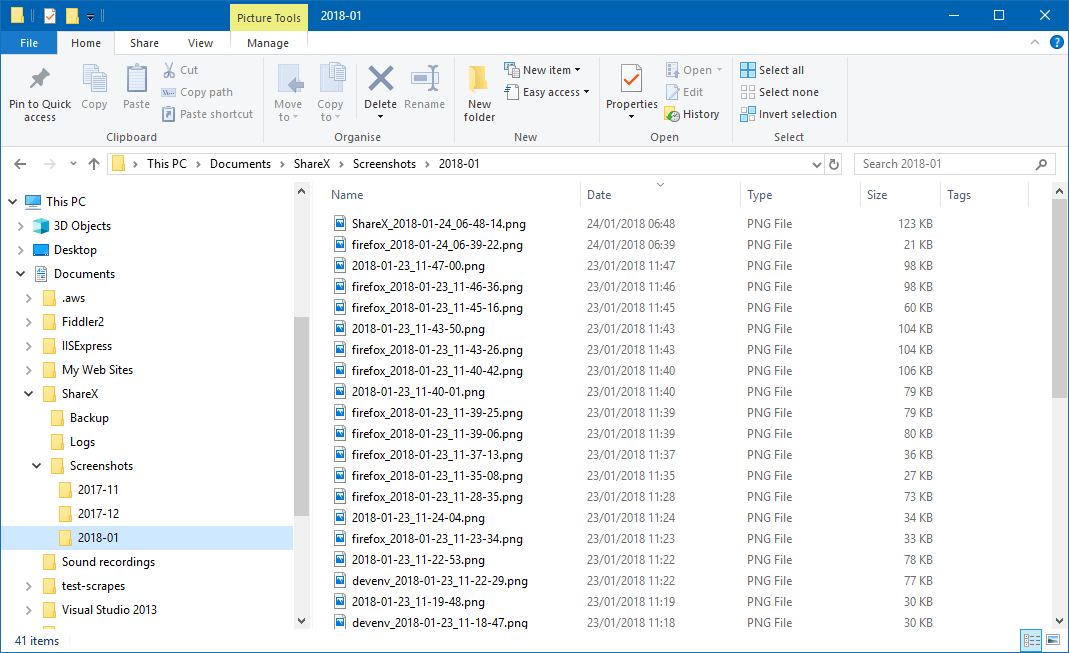 Picture Tools 2018-01
File Home Share View Manage
Pin to Quick access
Copy
Paste
Cut
Copy path
Paste shortcut
Clipboard
Move to
Copy to
Delete
Rename
Organise
New folder
New item
Easy access
New
Properties
Open
Edit
History
Open
Select all
Select none
Invert selection
Select
This PC > Documents > ShareX > Screenshots > 2018-01
Search 2018-01
This PC
3D Objects
Desktop
Documents
.aws
Fiddler2
IISExpress
My Web Sites
ShareX
Backup
Logs
Screenshots
2017-11
2017-12
2018-01
Sound recordings
test-scrapes
Visual Studio 2013
Name Date Type Size Tags
ShareX_2018-01-24_06-48-14.png 24/01/2018 06:48 PNG File 123 KB
firefox_2018-01-24_06-39-22.png 24/01/2018 06:39 PNG File 21 KB
2018-01-23_11-47-00.png 23/01/2018 11:47 PNG File 98 KB
firefox_2018-01-23_11-46-36.png 23/01/2018 11:46 PNG File 98 KB
firefox_2018-01-23_11-45-16.png 23/01/2018 11:45 PNG File 60 KB
2018-01-23_11-43-50.png 23/01/2018 11:43 PNG File 104 KB
firefox_2018-01-23_11-43-26.png 23/01/2018 11:43 PNG File 104 KB
firefox_2018-01-23_11-40-42.png 23/01/2018 11:40 PNG File 106 KB
2018-01-23_11-40-01.png 23/01/2018 11:40 PNG File 79 KB
firefox_2018-01-23_11-39-25.png 23/01/2018 11:39 PNG File 79 KB
firefox_2018-01-23_11-39-06.png 23/01/2018 11:39 PNG File 80 KB
firefox_2018-01-23_11-37-13.png 23/01/2018 11:37 PNG File 36 KB
firefox_2018-01-23_11-35-08.png 23/01/2018 11:35 PNG File 27 KB
firefox_2018-01-23_11-28-35.png 23/01/2018 11:28 PNG File 73 KB
2018-01-23_11-24-04.png 23/01/2018 11:24 PNG File 34 KB
firefox_2018-01-23_11-23-34.png 23/01/2018 11:23 PNG File 33 KB
2018-01-23_11-22-53.png 23/01/2018 11:22 PNG File 78 KB
devenv_2018-01-23_11-22-29.png 23/01/2018 11:22 PNG File 77 KB
2018-01-23_11-19-48.png 23/01/2018 11:19 PNG File 30 KB
devenv_2018-01-23_11-18-47.png 23/01/2018 11:18 PNG File 30 KB
41 items